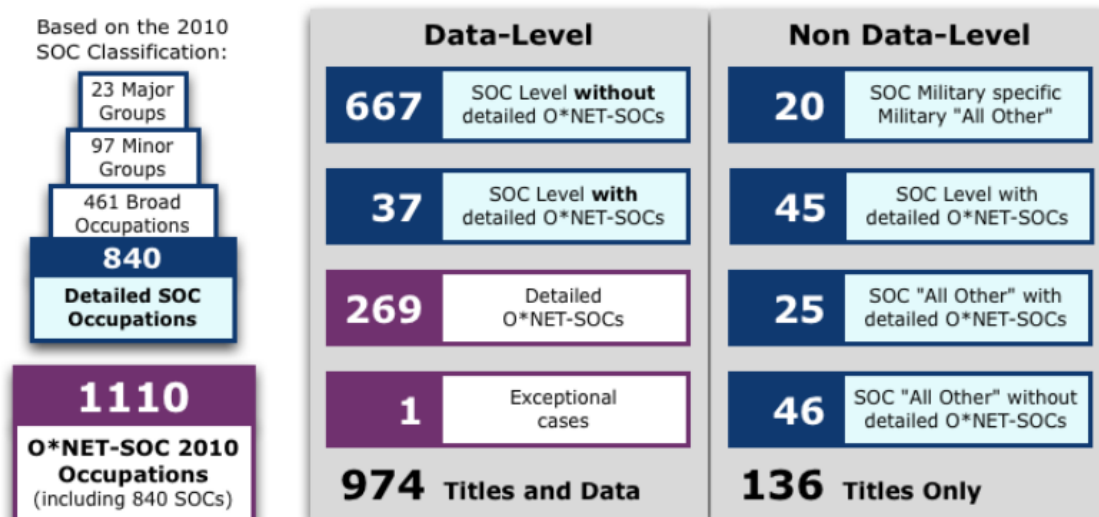 Based on the 2010
SOC Classification:
23 Major
Groups
97 Minor
Groups
461 Broad
Occupations
840
Detailed SOC
Occupations
1110
O*NET-SOC 2010
Occupations
(including 840 SOCs)
Data-Level
667
SOC Level without
detailed O*NET-SOCs
37
SOC Level with
detailed O*NET-SOCs
269
Detailed
O*NET-SOCs
1
Exceptional
cases
974 Titles and Data
Non Data-Level
20
SOC Military specific
Military "All Other"
45
SOC Level with
detailed O*NET-SOCs
25
SOC "All Other" with
detailed O*NET-SOCs
46
SOC "All Other" without
detailed O*NET-SOCs
136 Titles Only